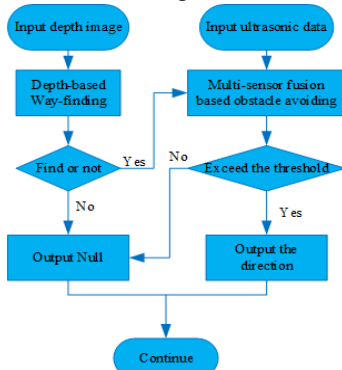 Input depth image
Input ultrasonic data
Depth-based
Way-finding
Multi-sensor fusion
based obstacle avoiding
Find or not
Yes
No
Exceed the threshold
No
Yes
Output Null
Output the
direction
Continue